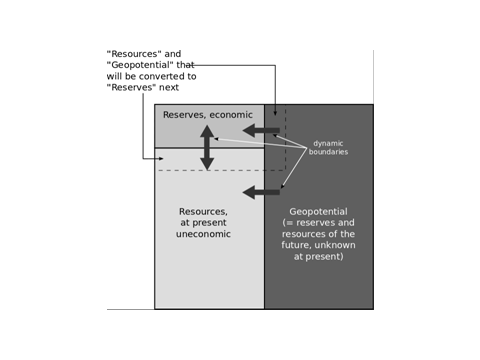 "Resources" and
"Geopotential" that
will be converted to
"Reserves" next
Reserves, economic
dynamic
boundaries
Resources,
at present
uneconomic
Geopotential
(= reserves and
resources of the
future, unknown
at present)